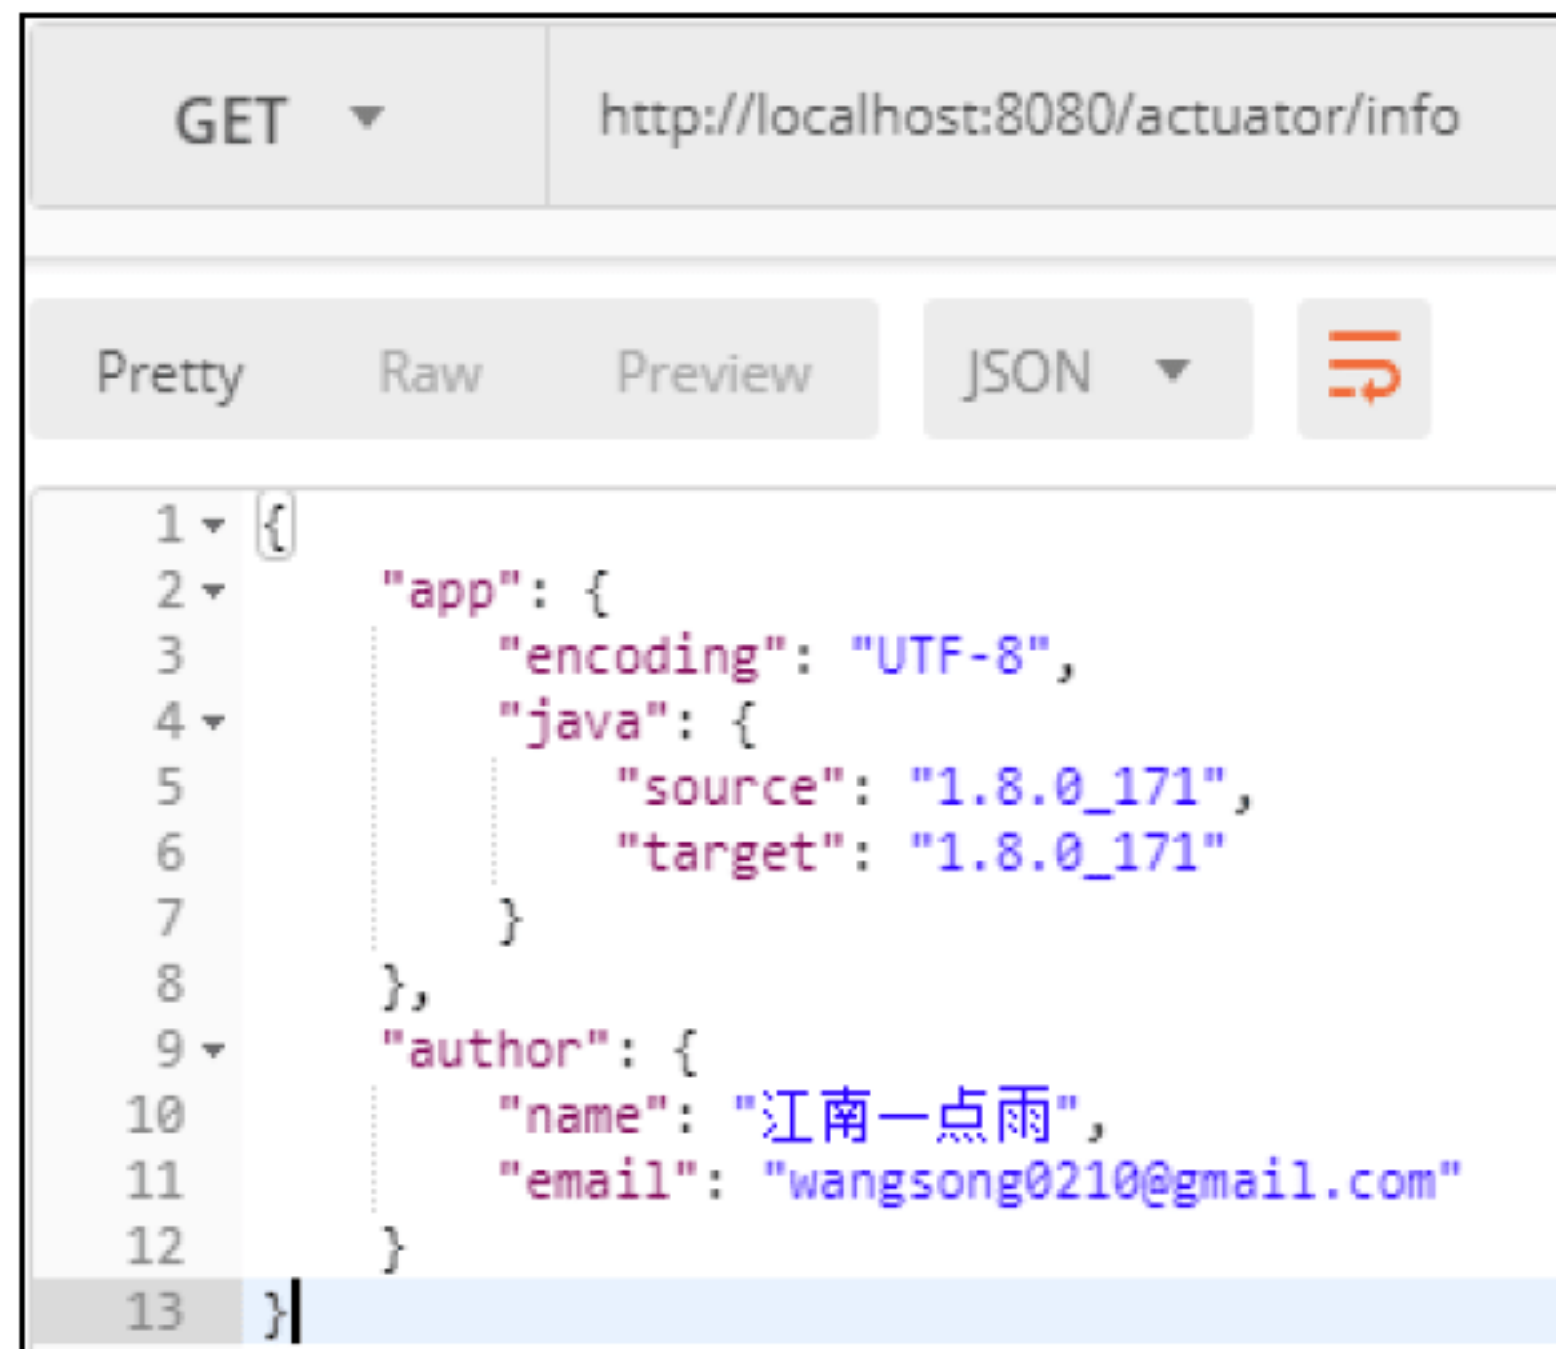 GET http://localhost:8080/actuator/info
Pretty Raw Preview JSON
1 {
2 "app": {
3 "encoding": "UTF-8",
4 "java": {
5 "source": "1.8.0_171",
6 "target": "1.8.0_171"
7 }
8 },
9 "author": {
10 "name": "江南一点雨",
11 "email": "wangsong0210@gmail.com"
12 }
13 }